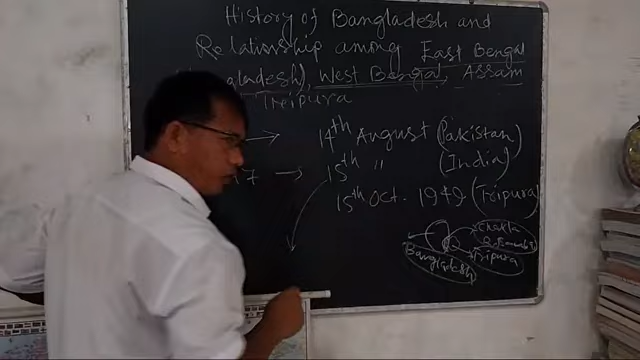 History of Bangladesh and
Relationship among East Bengal
West Bengal, Assam
Tripura
→ 14th August (Pakistan)
7 → 15th " (India)
15th Oct. 1949 (Tripura)
Bangladesh
Tripura